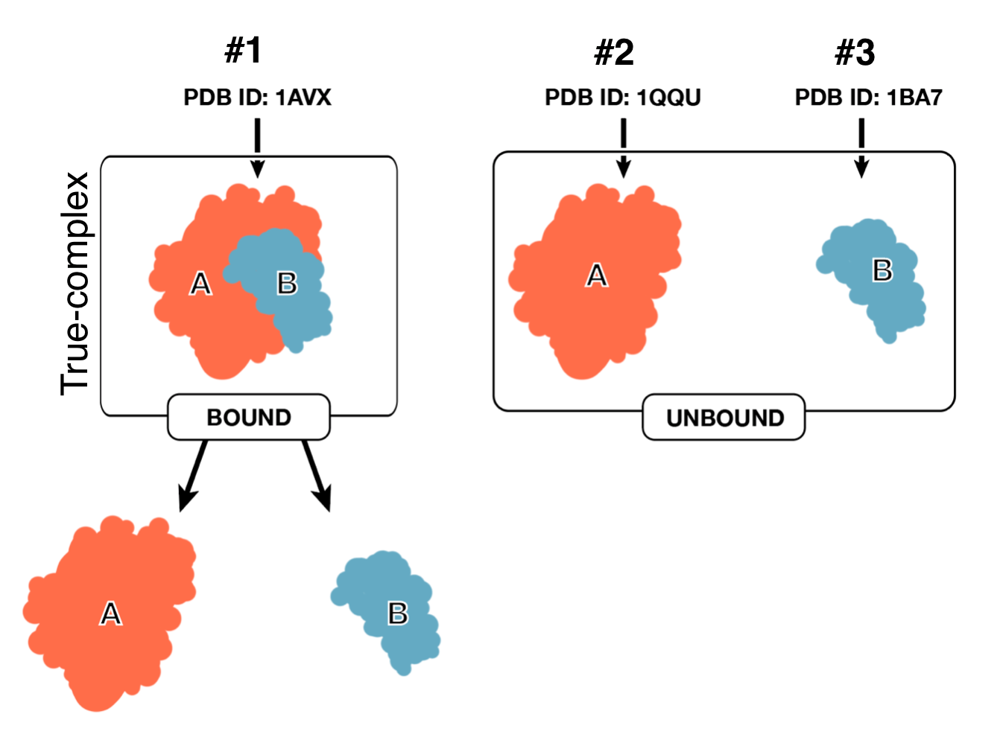 #1
#2
#3
PDB ID: 1AVX
PDB ID: 1QQU
PDB ID: 1BA7
True-complex
A
B
A
B
BOUND
UNBOUND
A
B